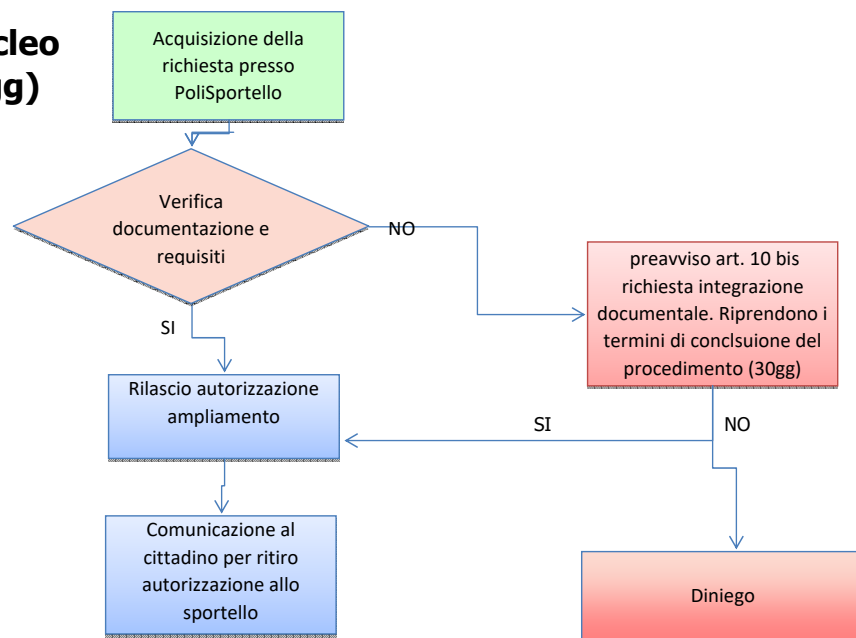 cleo
gg)
Acquisizione della
richiesta presso
PoliSportello
Verifica
documentazione e
requisiti
NO
preavviso art. 10 bis
richiesta integrazione
documentale. Riprendono i
termini di conclsuione del
procedimento (30gg)
SI
Rilascio autorizzazione
ampliamento
SI
NO
Comunicazione al
cittadino per ritiro
autorizzazione allo
sportello
Diniego